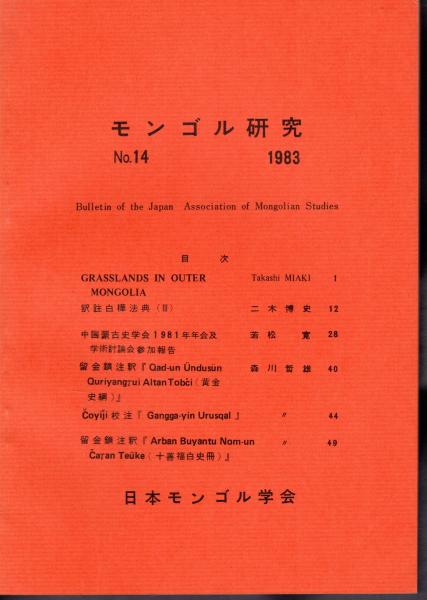 モンゴル研究
No.14 1983
Bulletin of the Japan Association of Mongolian Studies
目次
GRASSLANDS IN OUTER Takashi MIAKI 1
MONGOLIA
訳註白樺法典(Ⅱ) 二木博史 12
中国蒙古史学会1981年年会及 若松寛 28
学術討論会参加報告
留金鎖注釈『Qad-un Ündusün 森川哲雄 40
Quriyangγui Altan Tobči(黄金
史綱)』
Čoyiǰi校注『Gangga-yin Urusqal』 〃 44
留金鎖注釈『Arban Buyantu Nom-un 〃 49
Čaγan Teüke(十善福白史冊)』
日本モンゴル学会